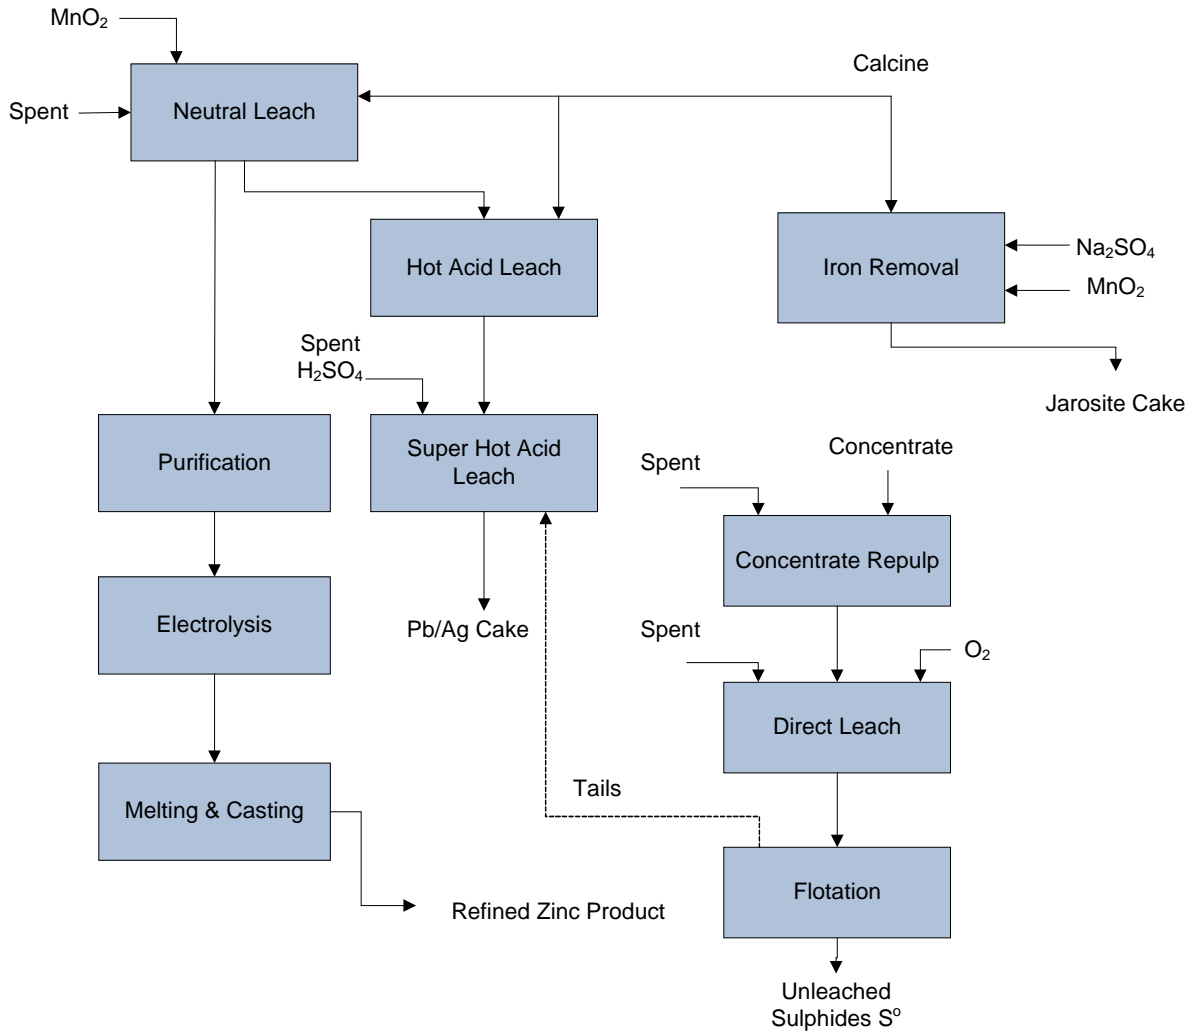 MnO₂
Calcine
Spent
Neutral Leach
Hot Acid Leach
Iron Removal
Na₂SO₄
MnO₂
Spent
H₂SO₄
Jarosite Cake
Purification
Super Hot Acid
Leach
Spent
Concentrate
Concentrate Repulp
Electrolysis
Pb/Ag Cake
Spent
O₂
Direct Leach
Melting & Casting
Tails
Flotation
Refined Zinc Product
Unleached
Sulphides Sᵒ